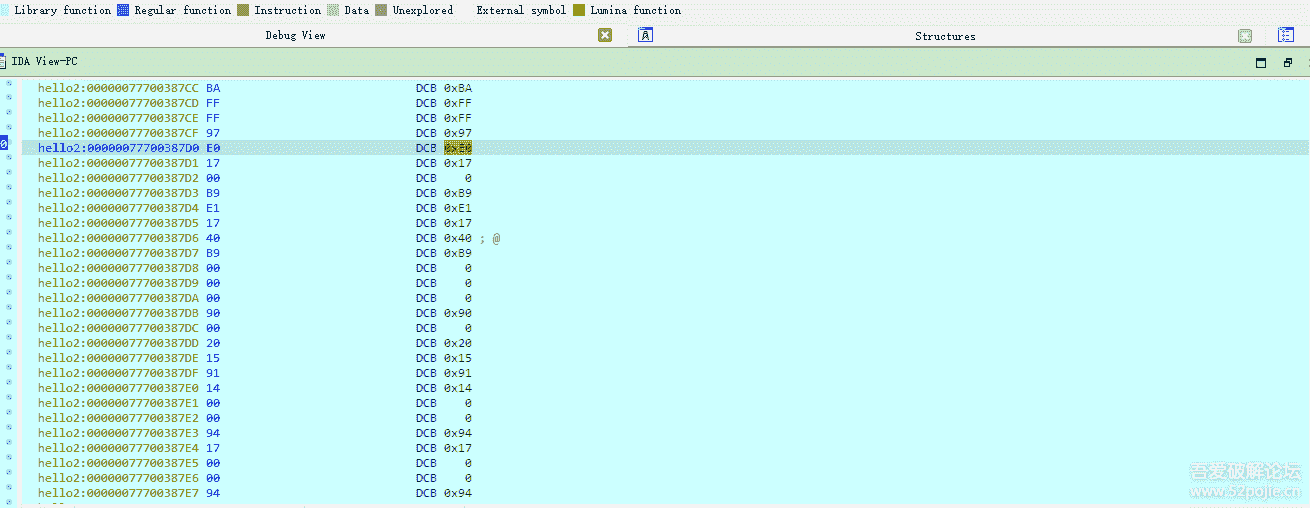 Library function Regular function Instruction Data Unexplored External symbol Lumina function
Debug View Structures
IDA View-PC
hello2:00000077700387CC BA DCB 0xBA
hello2:00000077700387CD FF DCB 0xFF
hello2:00000077700387CE FF DCB 0xFF
hello2:00000077700387CF 97 DCB 0x97
hello2:00000077700387D0 E0 DCB 0xE0
hello2:00000077700387D1 17 DCB 0x17
hello2:00000077700387D2 00 DCB 0
hello2:00000077700387D3 B9 DCB 0xB9
hello2:00000077700387D4 E1 DCB 0xE1
hello2:00000077700387D5 17 DCB 0x17
hello2:00000077700387D6 40 DCB 0x40 ; @
hello2:00000077700387D7 B9 DCB 0xB9
hello2:00000077700387D8 00 DCB 0
hello2:00000077700387D9 00 DCB 0
hello2:00000077700387DA 00 DCB 0
hello2:00000077700387DB 90 DCB 0x90
hello2:00000077700387DC 00 DCB 0
hello2:00000077700387DD 20 DCB 0x20
hello2:00000077700387DE 15 DCB 0x15
hello2:00000077700387DF 91 DCB 0x91
hello2:00000077700387E0 14 DCB 0x14
hello2:00000077700387E1 00 DCB 0
hello2:00000077700387E2 00 DCB 0
hello2:00000077700387E3 94 DCB 0x94
hello2:00000077700387E4 17 DCB 0x17
hello2:00000077700387E5 00 DCB 0
hello2:00000077700387E6 00 DCB 0
hello2:00000077700387E7 94 DCB 0x94
吾爱破解论坛
www.52pojie.cn